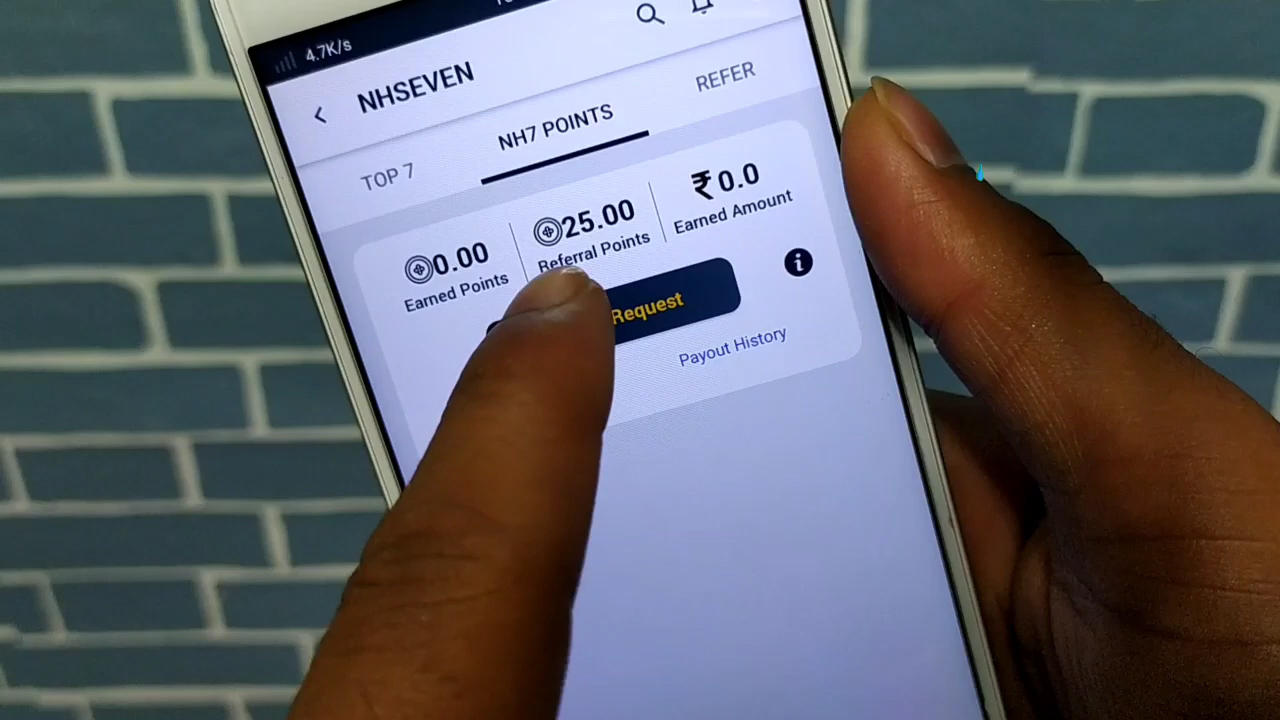 4.7K/s
NHSEVEN
TOP 7
NH7 POINTS
REFER
0.00
Earned Points
25.00
Referral Points
₹0.0
Earned Amount
Request
Payout History